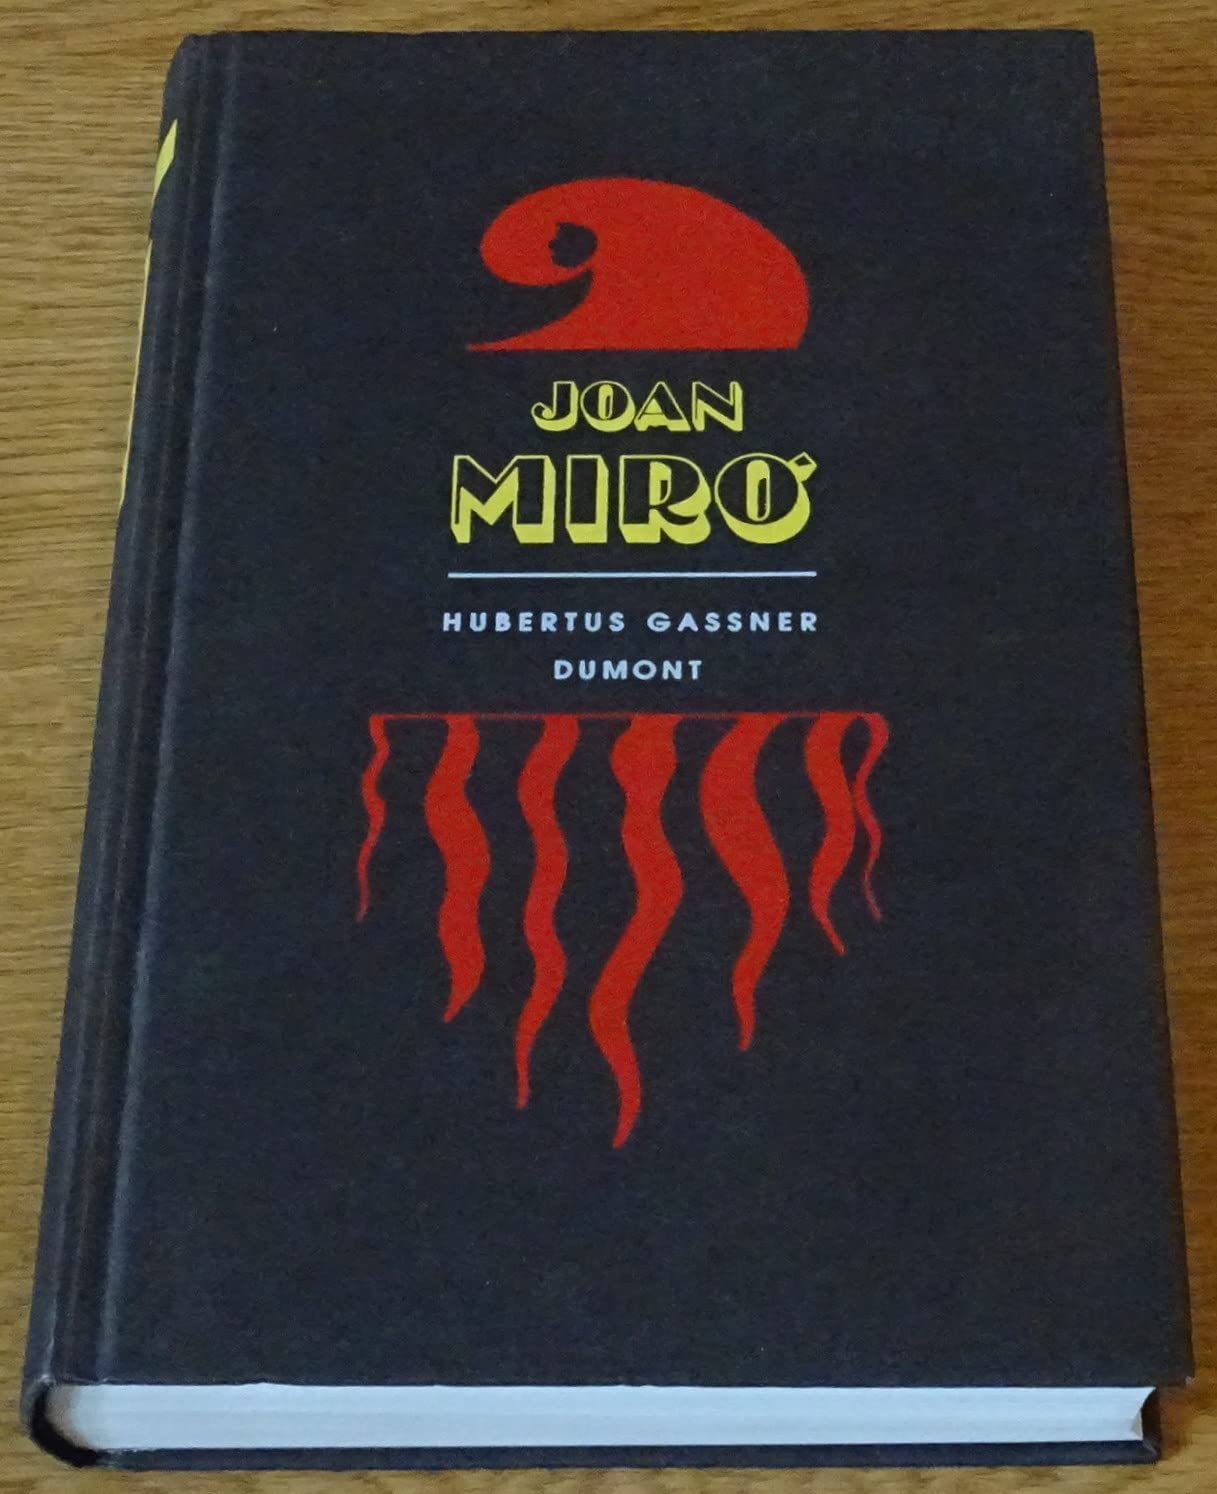 JOAN
MIRÓ
HUBERTUS GASSNER
DUMONT